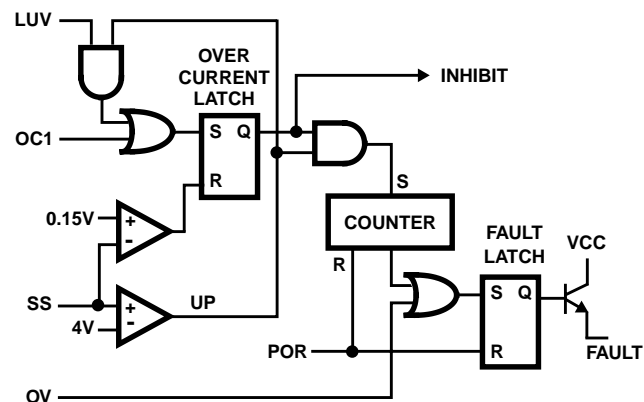 LUV
OVER
CURRENT
LATCH
INHIBIT
OC1
S
Q
R
0.15V
+
-
S
COUNTER
R
FAULT
LATCH
VCC
SS
+
-
4V
UP
S
Q
POR
R
FAULT
OV